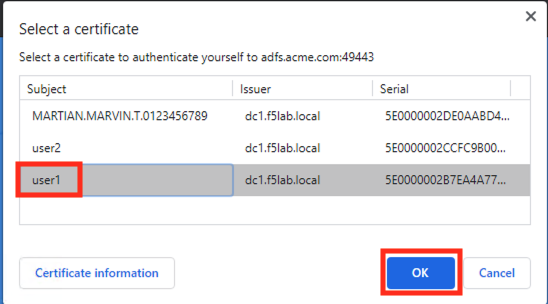 Select a certificate
Select a certificate to authenticate yourself to adfs.acme.com:49443
Subject Issuer Serial
MARTIAN.MARVIN.T.0123456789 dc1.f5lab.local 5E0000002DE0AABD4...
user2 dc1.f5lab.local 5E0000002CCFC9B00...
user1 dc1.f5lab.local 5E0000002B7EA4A77...
Certificate information OK Cancel